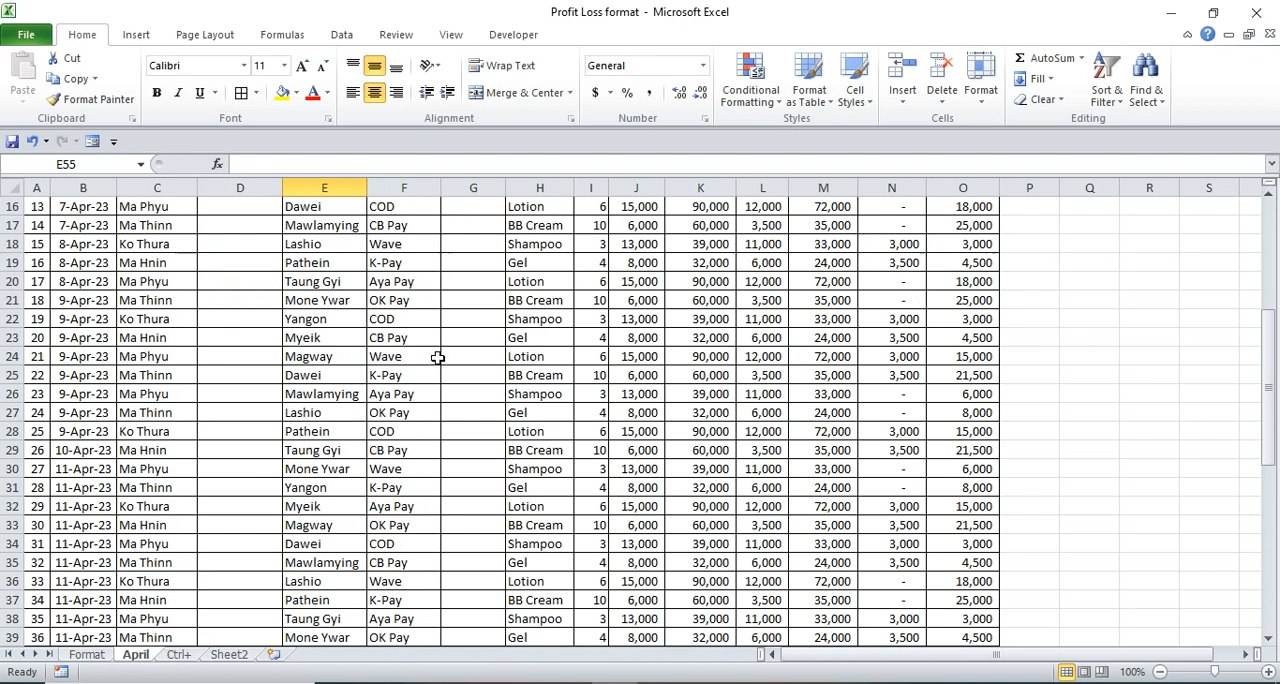 Profit Loss format - Microsoft Excel
File Home Insert Page Layout Formulas Data Review View Developer
Paste Cut Copy Format Painter Clipboard
Calibri 11 Font
Wrap Text Merge & Center Alignment
General $ % , Number
Conditional Formatting Format as Table Cell Styles Styles
Insert Delete Format Cells
AutoSum Fill Clear Sort & Filter Find & Select Editing
E55 fx
A B C D E F G H I J K L M N O P Q R S
16 13 7-Apr-23 Ma Phyu Dawei COD Lotion 6 15,000 90,000 12,000 72,000 - 18,000
17 14 7-Apr-23 Ma Thinn Mawlamying CB Pay BB Cream 10 6,000 60,000 3,500 35,000 - 25,000
18 15 8-Apr-23 Ko Thura Lashio Wave Shampoo 3 13,000 39,000 11,000 33,000 3,000 3,000
19 16 8-Apr-23 Ma Hnin Pathein K-Pay Gel 4 8,000 32,000 6,000 24,000 3,500 4,500
20 17 8-Apr-23 Ma Phyu Taung Gyi Aya Pay Lotion 6 15,000 90,000 12,000 72,000 - 18,000
21 18 9-Apr-23 Ma Thinn Mone Ywar OK Pay BB Cream 10 6,000 60,000 3,500 35,000 - 25,000
22 19 9-Apr-23 Ko Thura Yangon COD Shampoo 3 13,000 39,000 11,000 33,000 3,000 3,000
23 20 9-Apr-23 Ma Hnin Myeik CB Pay Gel 4 8,000 32,000 6,000 24,000 3,500 4,500
24 21 9-Apr-23 Ma Phyu Magway Wave Lotion 6 15,000 90,000 12,000 72,000 3,000 15,000
25 22 9-Apr-23 Ma Thinn Dawei K-Pay BB Cream 10 6,000 60,000 3,500 35,000 3,500 21,500
26 23 9-Apr-23 Ma Phyu Mawlamying Aya Pay Shampoo 3 13,000 39,000 11,000 33,000 - 6,000
27 24 9-Apr-23 Ma Thinn Lashio OK Pay Gel 4 8,000 32,000 6,000 24,000 - 8,000
28 25 9-Apr-23 Ko Thura Pathein COD Lotion 6 15,000 90,000 12,000 72,000 3,000 15,000
29 26 10-Apr-23 Ma Hnin Taung Gyi CB Pay BB Cream 10 6,000 60,000 3,500 35,000 3,500 21,500
30 27 11-Apr-23 Ma Phyu Mone Ywar Wave Shampoo 3 13,000 39,000 11,000 33,000 - 6,000
31 28 11-Apr-23 Ma Thinn Yangon K-Pay Gel 4 8,000 32,000 6,000 24,000 - 8,000
32 29 11-Apr-23 Ko Thura Myeik Aya Pay Lotion 6 15,000 90,000 12,000 72,000 3,000 15,000
33 30 11-Apr-23 Ma Hnin Magway OK Pay BB Cream 10 6,000 60,000 3,500 35,000 3,500 21,500
34 31 11-Apr-23 Ma Phyu Dawei COD Shampoo 3 13,000 39,000 11,000 33,000 3,000 3,000
35 32 11-Apr-23 Ma Thinn Mawlamying CB Pay Gel 4 8,000 32,000 6,000 24,000 3,500 4,500
36 33 11-Apr-23 Ko Thura Lashio Wave Lotion 6 15,000 90,000 12,000 72,000 - 18,000
37 34 11-Apr-23 Ma Hnin Pathein K-Pay BB Cream 10 6,000 60,000 3,500 35,000 - 25,000
38 35 11-Apr-23 Ma Phyu Taung Gyi Aya Pay Shampoo 3 13,000 39,000 11,000 33,000 3,000 3,000
39 36 11-Apr-23 Ma Thinn Mone Ywar OK Pay Gel 4 8,000 32,000 6,000 24,000 3,500 4,500
Format April Ctrl+ Sheet2
Ready 100%